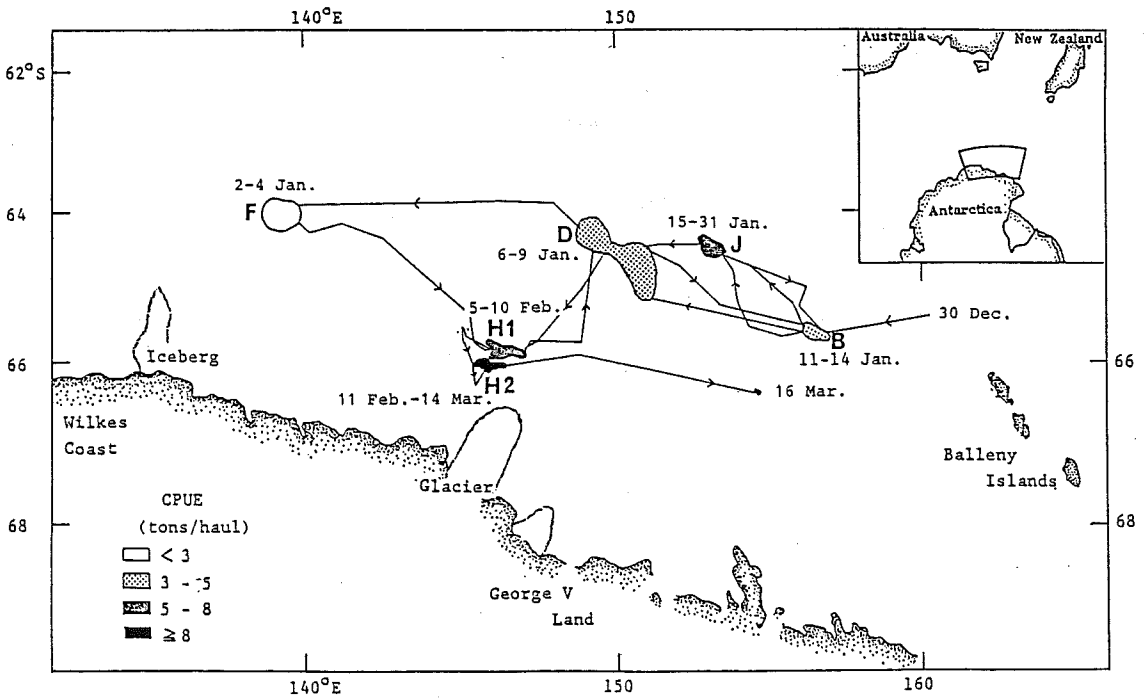 140°E
150
Australia
New Zealand
Antarctica
62°S
2-4 Jan.
F
64
D
6-9 Jan.
15-31 Jan.
J
5-10 Feb.
H1
H2
30 Dec.
B
11-14 Jan.
Iceberg
66
66
11 Feb.-14 Mar.
16 Mar.
Wilkes
Coast
Glacier
Balleny
Islands
CPUE
(tons/haul)
< 3
3 - 5
5 - 8
≧ 8
68
68
George V
Land
140°E
150
160